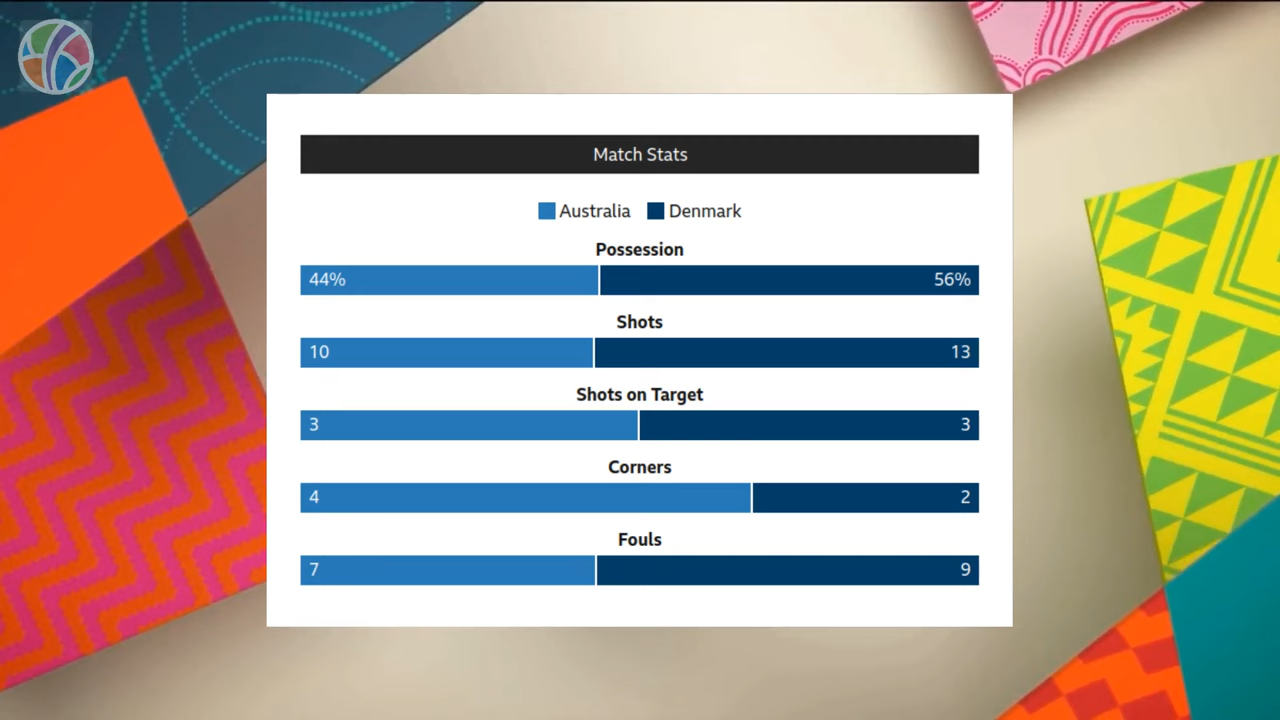 Match Stats
Australia Denmark
Possession
44% 56%
Shots
10 13
Shots on Target
3 3
Corners
4 2
Fouls
7 9